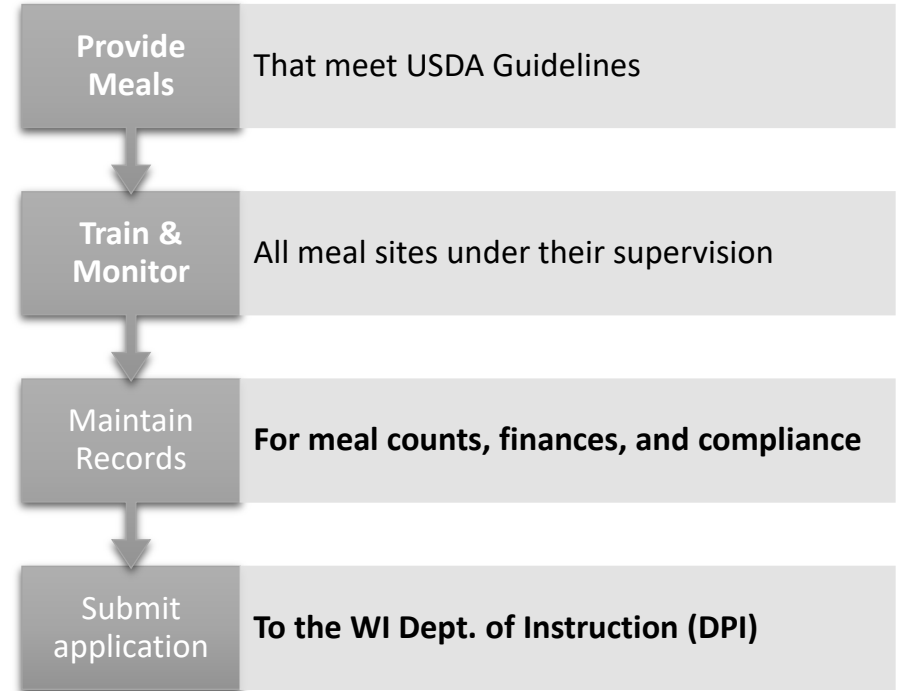 Provide
Meals
That meet USDA Guidelines
Train &
Monitor
All meal sites under their supervision
Maintain
Records
For meal counts, finances, and compliance
Submit
application
To the WI Dept. of Instruction (DPI)